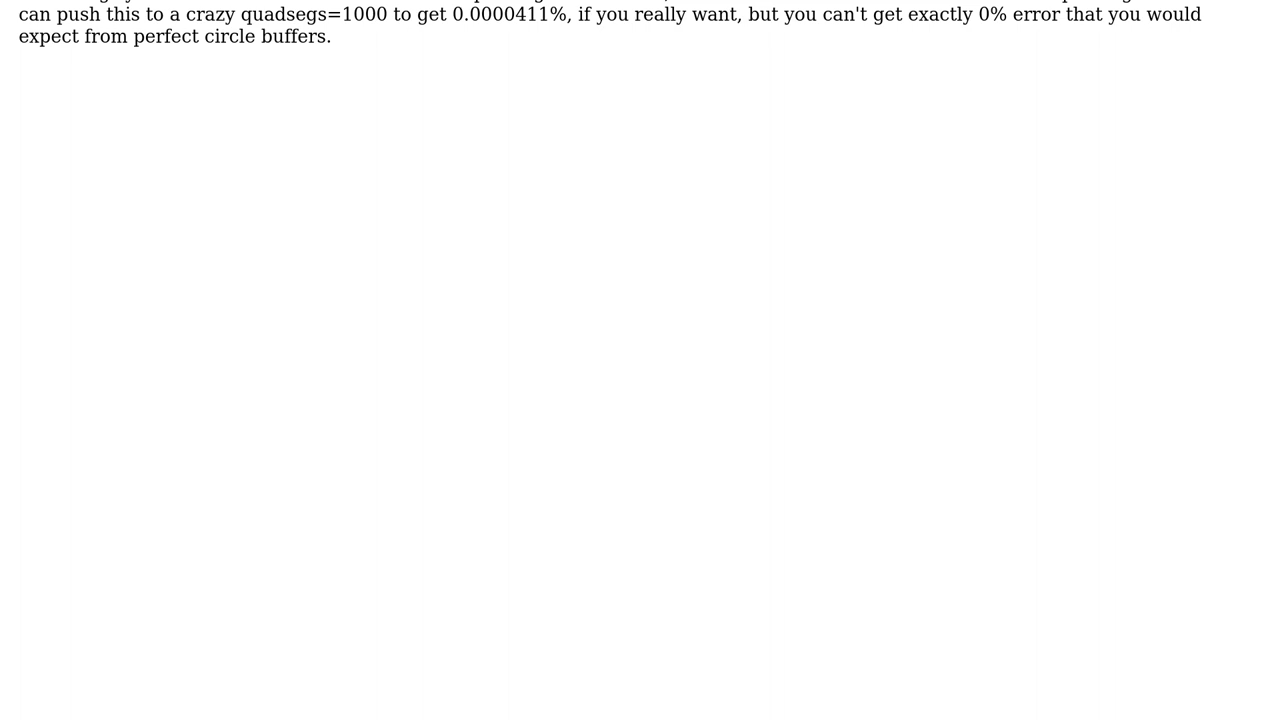 can push this to a crazy quadsegs=1000 to get 0.0000411%, if you really want, but you can't get exactly 0% error that you would
expect from perfect circle buffers.